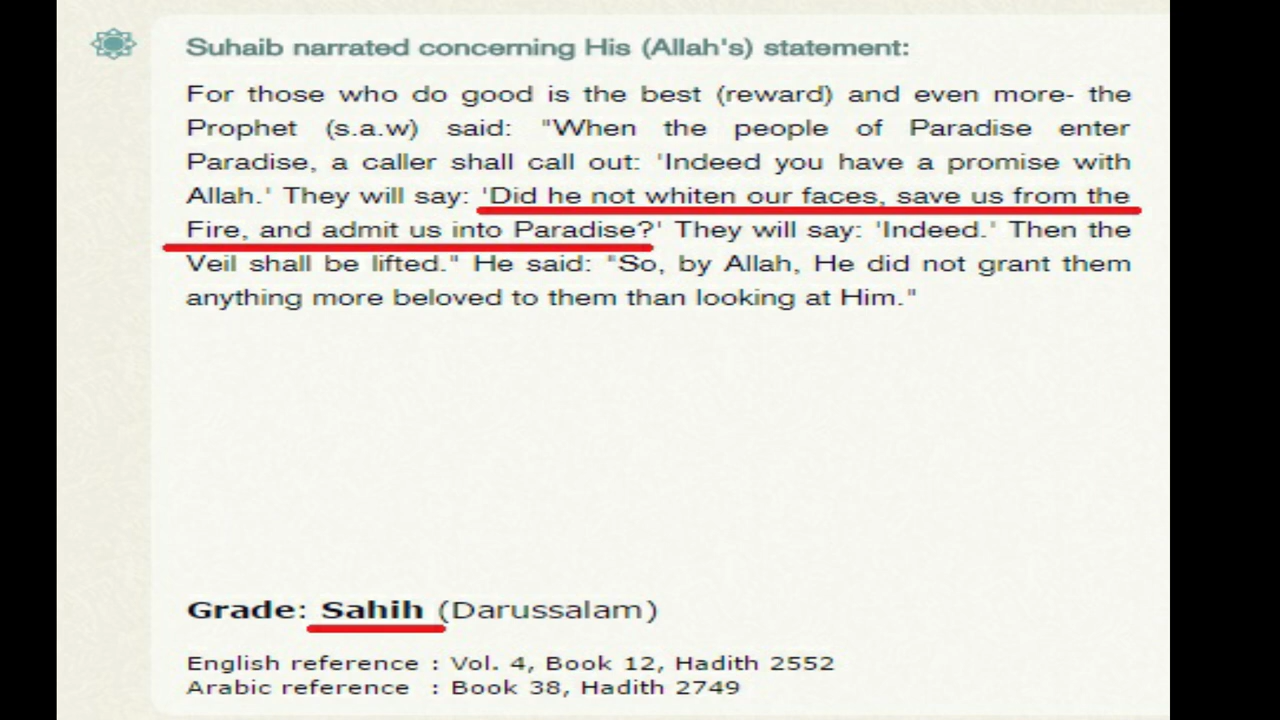 Suhaib narrated concerning His (Allah's) statement:
For those who do good is the best (reward) and even more- the
Prophet (s.a.w) said: "When the people of Paradise enter
Paradise, a caller shall call out: 'Indeed you have a promise with
Allah.' They will say: 'Did he not whiten our faces, save us from the
Fire, and admit us into Paradise?' They will say: 'Indeed.' Then the
Veil shall be lifted." He said: "So, by Allah, He did not grant them
anything more beloved to them than looking at Him."
Grade: Sahih (Darussalam)
English reference : Vol. 4, Book 12, Hadith 2552
Arabic reference : Book 38, Hadith 2749